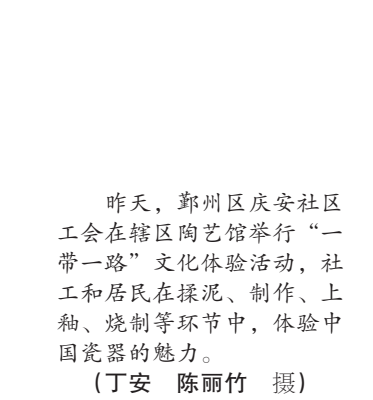 昨天，鄞州区庆安社区
工会在辖区陶艺馆举行“一
带一路”文化体验活动，社
工和居民在揉泥、制作、上
釉、烧制等环节中，体验中
国瓷器的魅力。
（丁安　陈丽竹　摄）